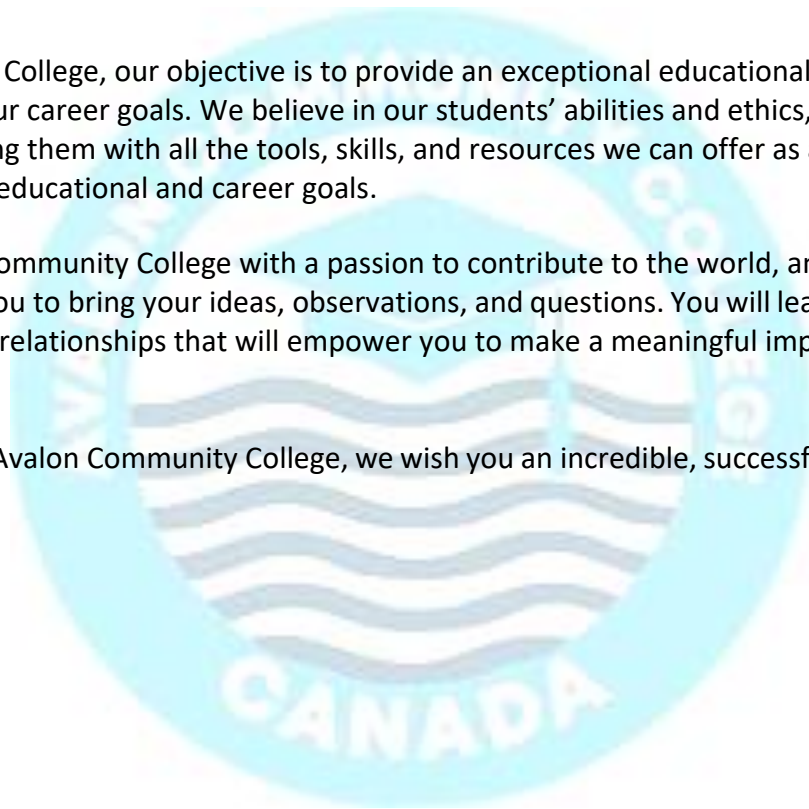 College, our objective is to provide an exceptional educational
ur career goals. We believe in our students’ abilities and ethics,
ng them with all the tools, skills, and resources we can offer as
educational and career goals.
ommunity College with a passion to contribute to the world, an
ou to bring your ideas, observations, and questions. You will lea
relationships that will empower you to make a meaningful imp
Avalon Community College, we wish you an incredible, successf
AVALON COMMUNITY COLLEGE
CANADA